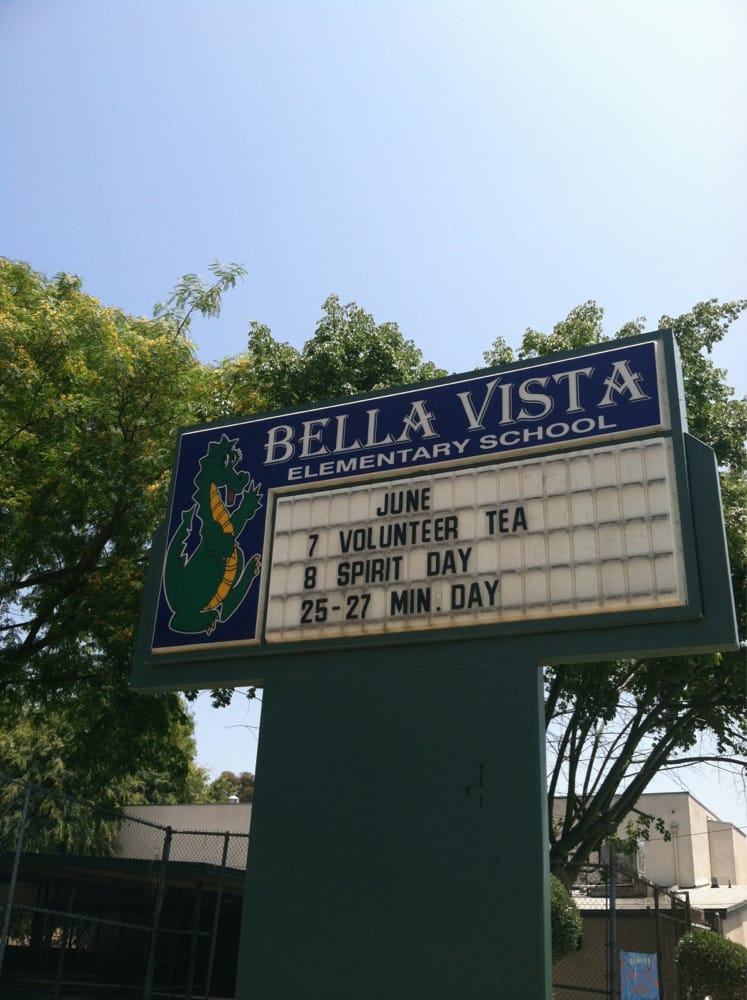 BELLA VISTA
ELEMENTARY SCHOOL
JUNE
7 VOLUNTEER TEA
8 SPIRIT DAY
25-27 MIN. DAY